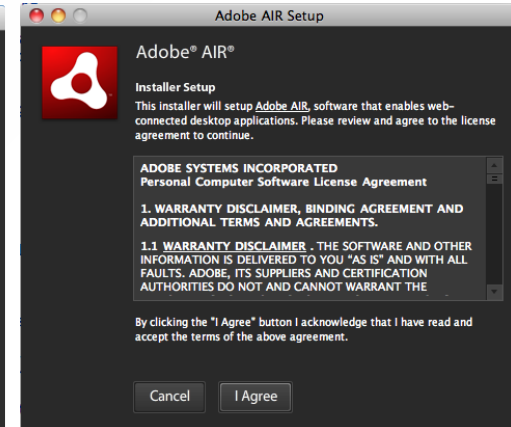 Adobe AIR Setup
Adobe® AIR®
Installer Setup
This installer will setup Adobe AIR, software that enables web-
connected desktop applications. Please review and agree to the license
agreement to continue.
ADOBE SYSTEMS INCORPORATED
Personal Computer Software License Agreement
1. WARRANTY DISCLAIMER, BINDING AGREEMENT AND
ADDITIONAL TERMS AND AGREEMENTS.
1.1 WARRANTY DISCLAIMER . THE SOFTWARE AND OTHER
INFORMATION IS DELIVERED TO YOU "AS IS" AND WITH ALL
FAULTS. ADOBE, ITS SUPPLIERS AND CERTIFICATION
AUTHORITIES DO NOT AND CANNOT WARRANT THE
By clicking the "I Agree" button I acknowledge that I have read and
accept the terms of the above agreement.
Cancel
I Agree